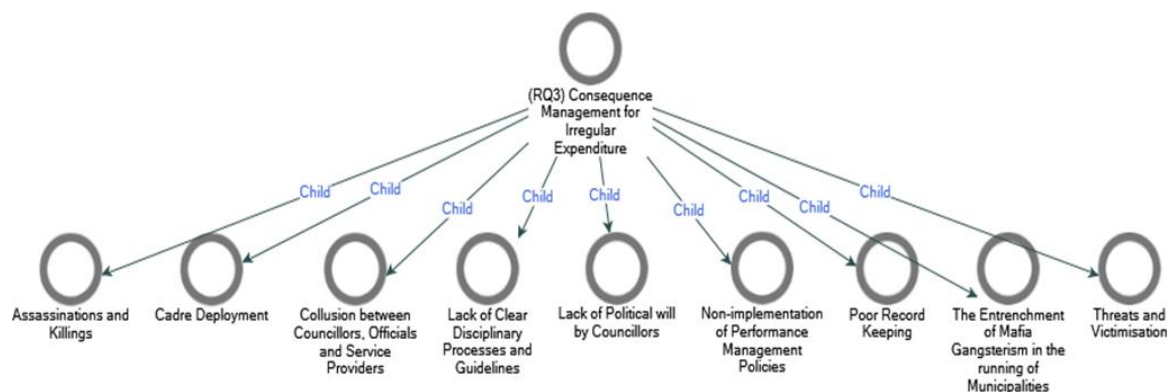 (RQ3) Consequence
Management for
Irregular
Expenditure
Child
Child
Child
Child
Child
Child
Child
Child
Child
Assassinations and
Killings
Cadre Deployment
Collusion between
Councillors, Officials
and Service
Providers
Lack of Clear
Disciplinary
Processes and
Guidelines
Lack of Political will
by Councillors
Non-implementation
of Performance
Management
Policies
Poor Record
Keeping
The Entrenchment
of Mafia
Gangsterism in the
running of
Municipalities
Threats and
Victimisation